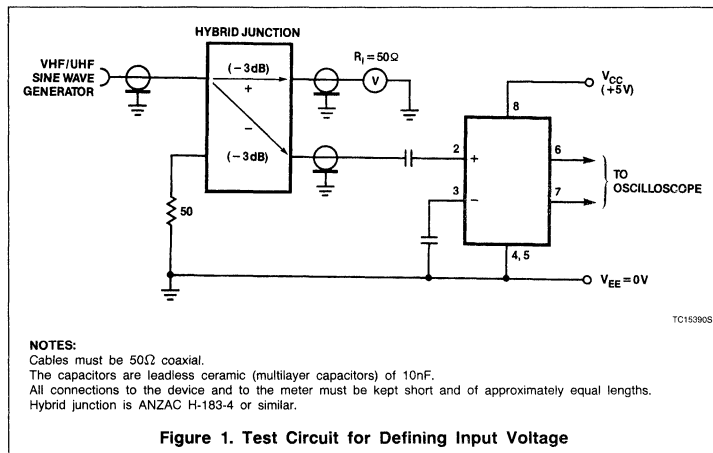 HYBRID JUNCTION
VHF/UHF
SINE WAVE
GENERATOR
(−3dB)
+
−
(−3dB)
50
RI = 50Ω
V
VCC
(+5V)
8
2
+
3
−
6
7
4, 5
TO
OSCILLOSCOPE
VEE = 0V
TC15390S
NOTES:
Cables must be 50Ω coaxial.
The capacitors are leadless ceramic (multilayer capacitors) of 10nF.
All connections to the device and to the meter must be kept short and of approximately equal lengths.
Hybrid junction is ANZAC H-183-4 or similar.
Figure 1. Test Circuit for Defining Input Voltage